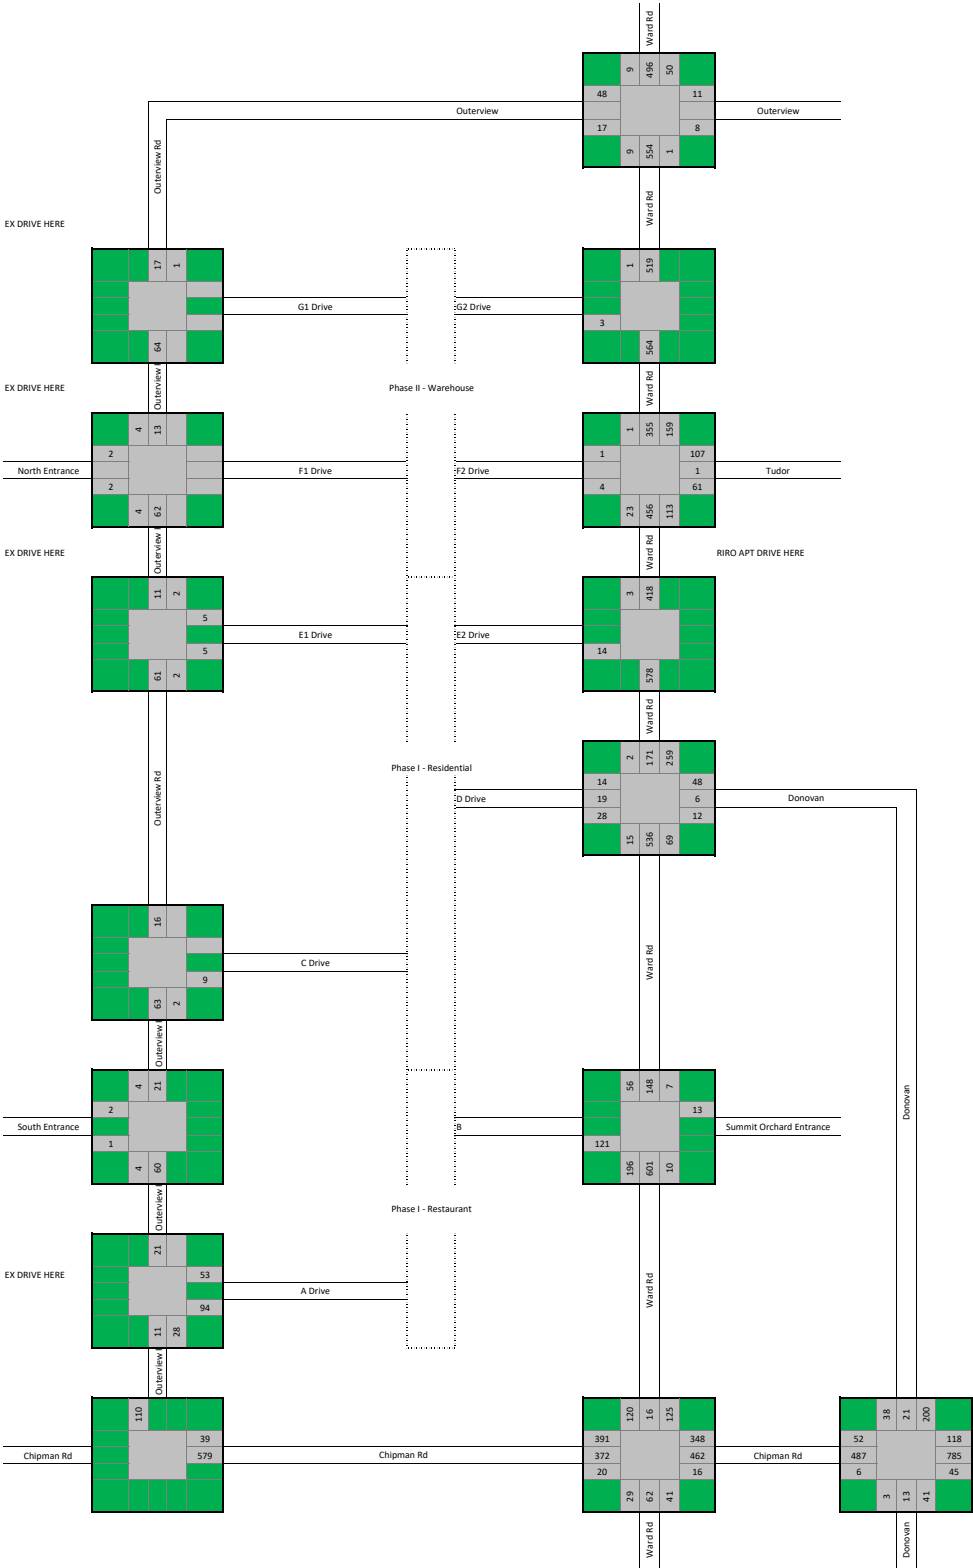 Ward Rd
9 496 50
48 11
Outerview Outerview
17 8
9 554 1
Outerview Rd
Ward Rd
EX DRIVE HERE
17 1
1 519
G1 Drive G2 Drive
3
64
564
Outerview
Ward Rd
EX DRIVE HERE
Phase II - Warehouse
4 13
1 355 159
2
1 107
North Entrance F1 Drive F2 Drive 1 Tudor
2
4 61
4 62
23 456 113
Outerview
Ward Rd
EX DRIVE HERE
RIRO APT DRIVE HERE
11 2
3 418
5
E1 Drive E2 Drive
5
14
61 2
578
Ward Rd
Outerview Rd
Phase I - Residential
2 171 259
14 48
D Drive 19 6 Donovan
28 12
15 536 69
16
C Drive
9
63 2
Ward Rd
Outerview
4 21
56 148 7
2
13
South Entrance B Summit Orchard Entrance
1
121
4 60
196 601 10
Donovan
Outerview
Phase I - Restaurant
21
EX DRIVE HERE
53
A Drive
94
11 28
Ward Rd
Outerview
110
120 16 125
38 21 200
39
391 348
52 118
Chipman Rd 579 Chipman Rd 372 462 Chipman Rd 487 785
20 16
6 45
29 62 41
3 13 41
Ward Rd
Donovan